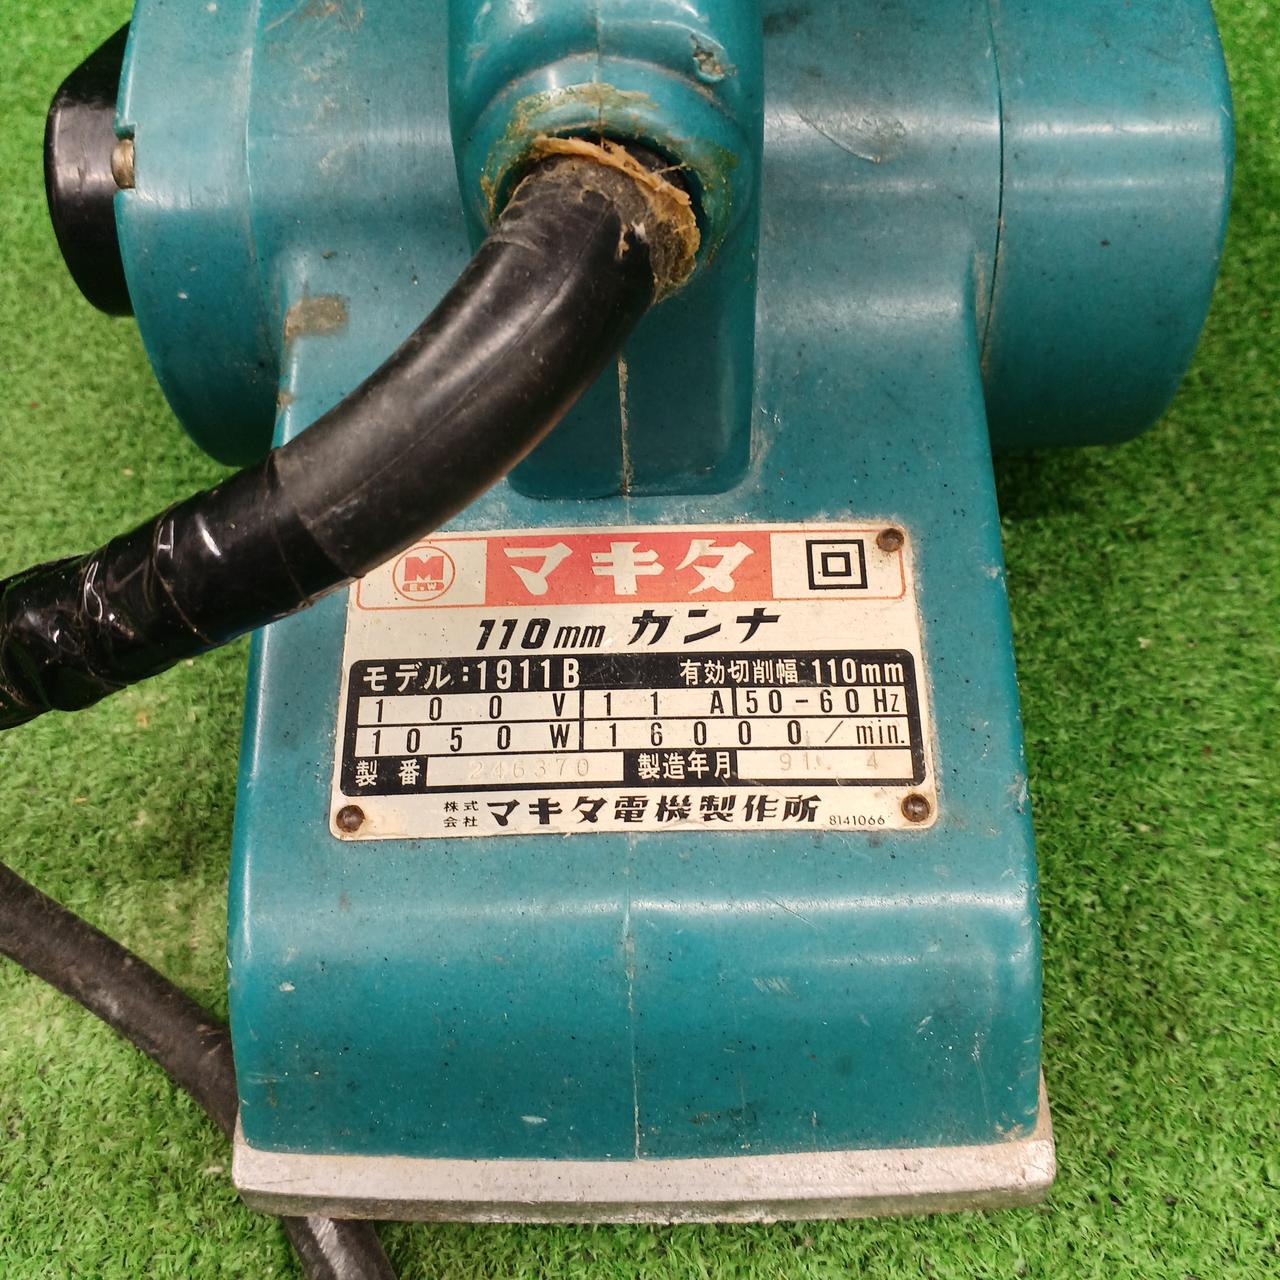 M
E.W
マキタ
110mm カンナ
モデル:1911B 有効切削幅 110mm
100V 11A 50-60Hz
1050W 16000/min.
製番 246370 製造年月 91. 4
株式会社 マキタ電機製作所 8141066